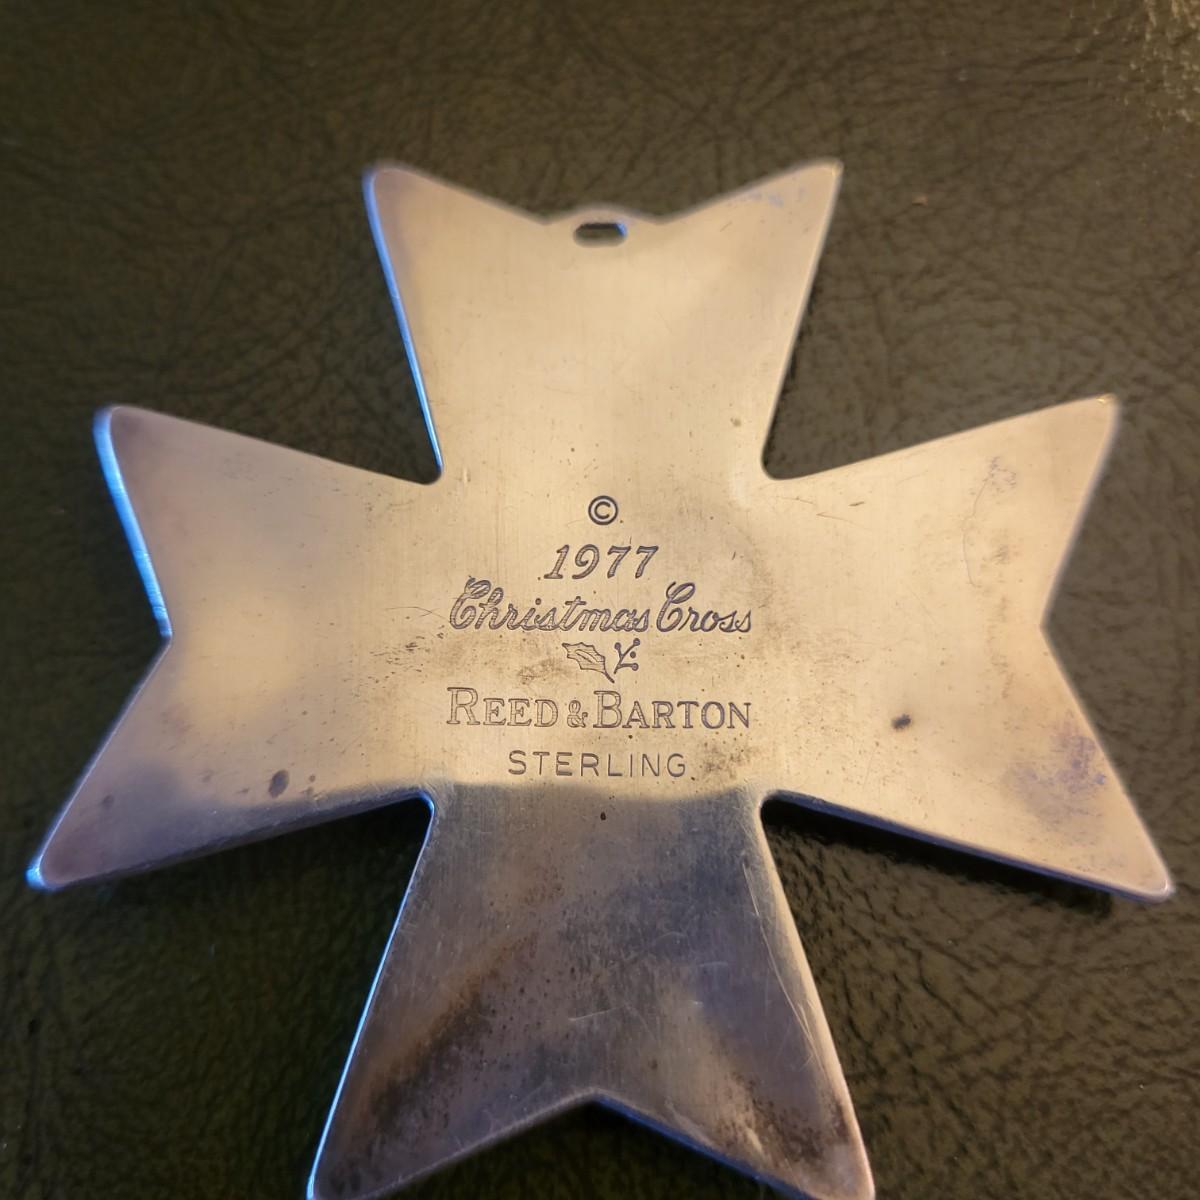 ©
1977
Christmas Cross
REED & BARTON
STERLING